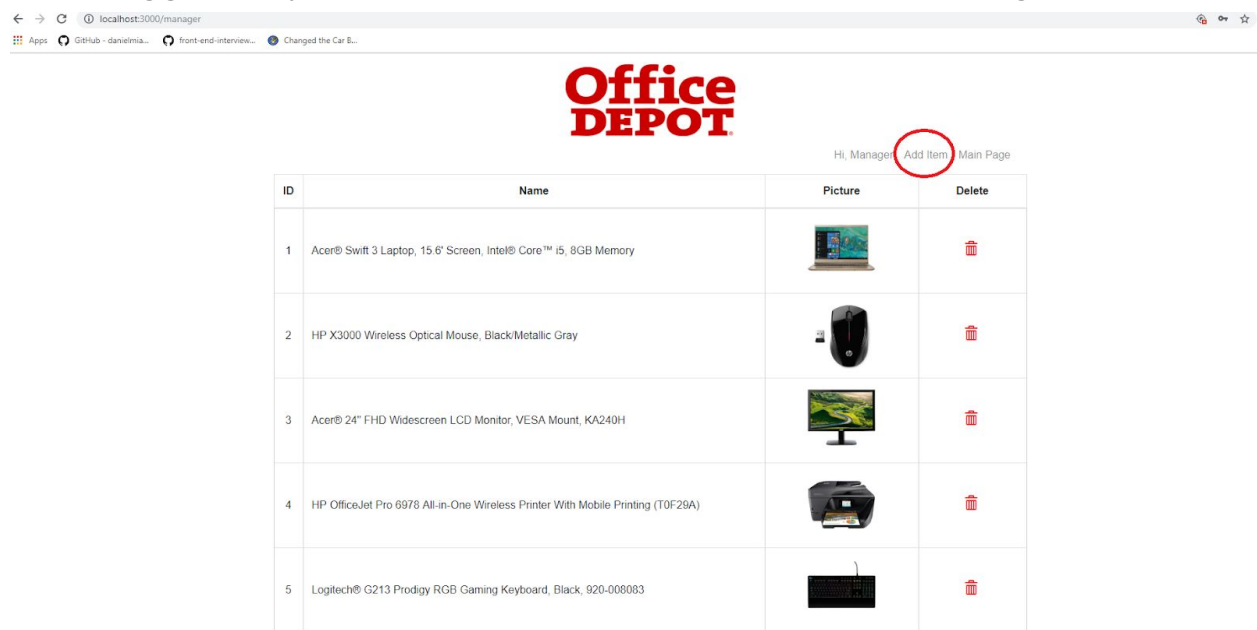 localhost:3000/manager
Apps GitHub - danielmia... front-end-interview... Changed the Car B...
Office
DEPOT.
Hi, Manager Add Item Main Page
ID Name Picture Delete
1 Acer® Swift 3 Laptop, 15.6' Screen, Intel® Core™ i5, 8GB Memory
2 HP X3000 Wireless Optical Mouse, Black/Metallic Gray
3 Acer® 24" FHD Widescreen LCD Monitor, VESA Mount, KA240H
4 HP OfficeJet Pro 6978 All-in-One Wireless Printer With Mobile Printing (T0F29A)
5 Logitech® G213 Prodigy RGB Gaming Keyboard, Black, 920-008083